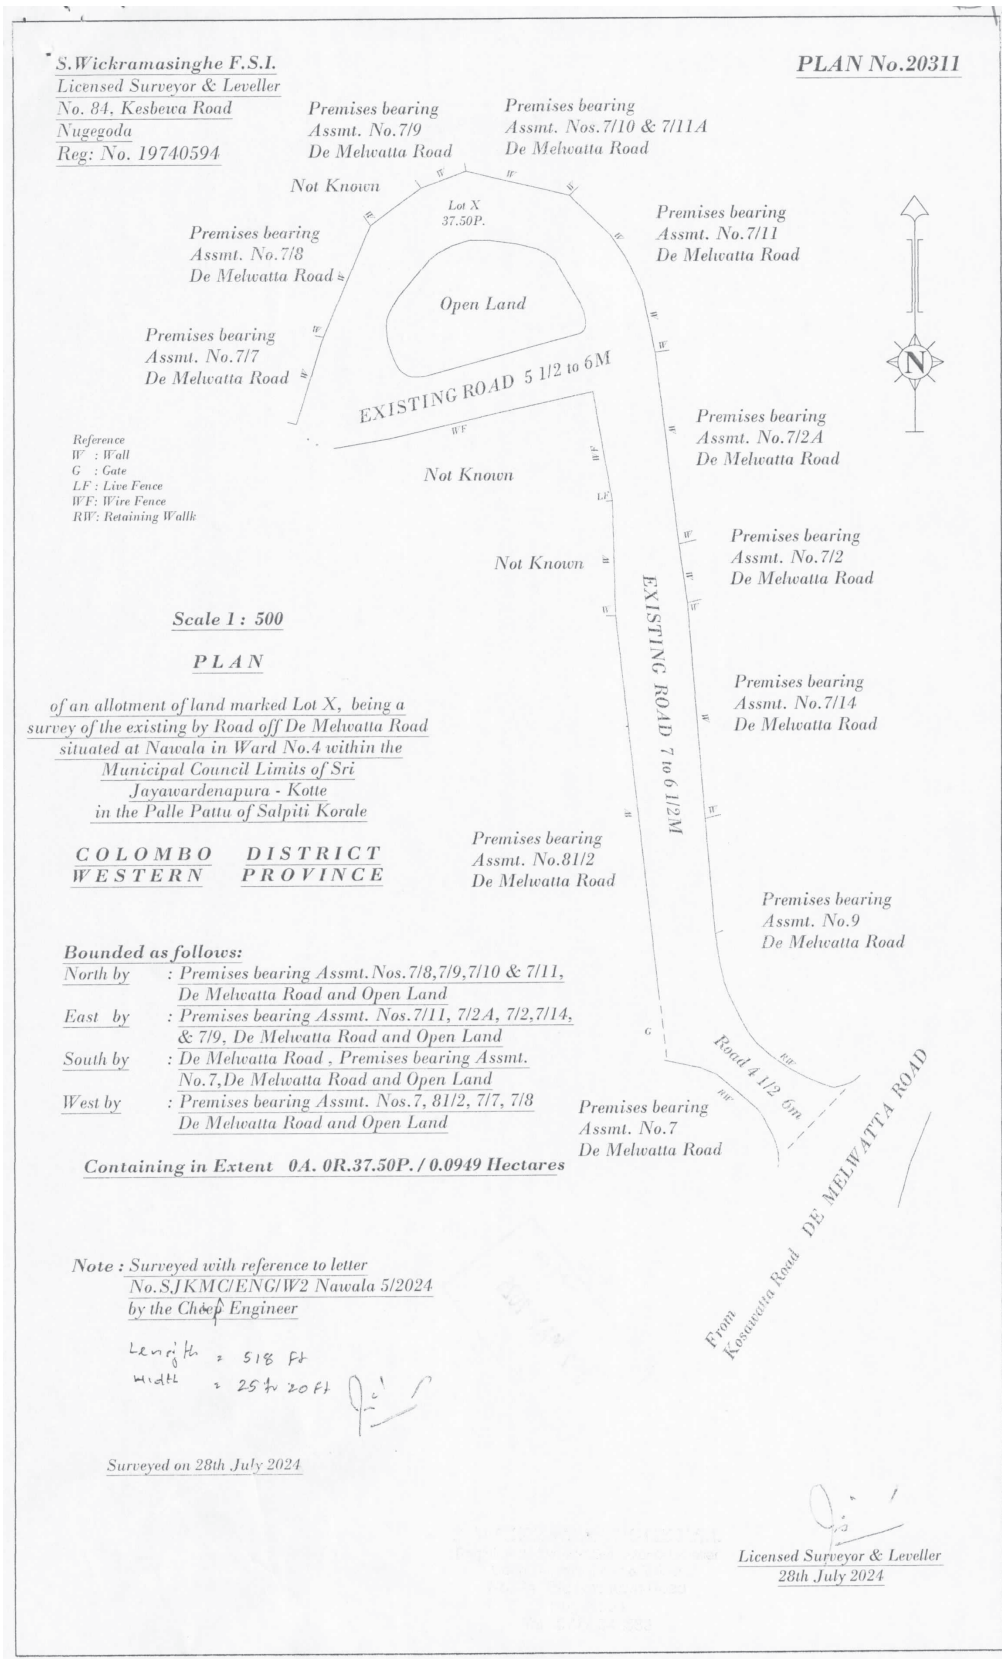 S.Wickramasinghe F.S.I.
Licensed Surveyor & Leveller
No. 84, Kesbewa Road
Nugegoda
Reg: No. 19740594
PLAN No.20311
Premises bearing
Assmt. No.7/9
De Melwatta Road
Premises bearing
Assmt. Nos.7/10 & 7/11A
De Melwatta Road
Not Known
Lot X
37.50P.
Premises bearing
Assmt. No.7/11
De Melwatta Road
Premises bearing
Assmt. No.7/8
De Melwatta Road
Open Land
N
Premises bearing
Assmt. No.7/7
De Melwatta Road
EXISTING ROAD 5 1/2 to 6M
WF
Premises bearing
Assmt. No.7/2A
De Melwatta Road
Reference
W : Wall
G : Gate
LF : Live Fence
WF: Wire Fence
RW: Retaining Wallk
Not Known
WF
LF
Not Known
Premises bearing
Assmt. No.7/2
De Melwatta Road
EXISTING ROAD 7 to 6 1/2M
Premises bearing
Assmt. No.7/14
De Melwatta Road
Scale 1 : 500
PLAN
of an allotment of land marked Lot X, being a
survey of the existing by Road off De Melwatta Road
situated at Nawala in Ward No.4 within the
Municipal Council Limits of Sri
Jayawardenapura - Kotte
in the Palle Pattu of Salpiti Korale
COLOMBO DISTRICT
WESTERN PROVINCE
Premises bearing
Assmt. No.81/2
De Melwatta Road
Premises bearing
Assmt. No.9
De Melwatta Road
Bounded as follows:
North by : Premises bearing Assmt.Nos.7/8,7/9,7/10 & 7/11,
De Melwatta Road and Open Land
East by : Premises bearing Assmt. Nos.7/11, 7/2A, 7/2,7/14,
& 7/9, De Melwatta Road and Open Land
South by : De Melwatta Road , Premises bearing Assmt.
No.7,De Melwatta Road and Open Land
West by : Premises bearing Assmt. Nos.7, 81/2, 7/7, 7/8
De Melwatta Road and Open Land
Containing in Extent 0A. 0R.37.50P. / 0.0949 Hectares
G
Road 4 1/2 6m
RW
RW
Premises bearing
Assmt. No.7
De Melwatta Road
From
Kosawatta Road DE MELWATTA ROAD
Note : Surveyed with reference to letter
No.SJKMC/ENG/W2 Nawala 5/2024
by the Engineer
Length = 518 Ft
Width = 25 to 20 Ft
Surveyed on 28th July 2024
Licensed Surveyor & Leveller
28th July 2024